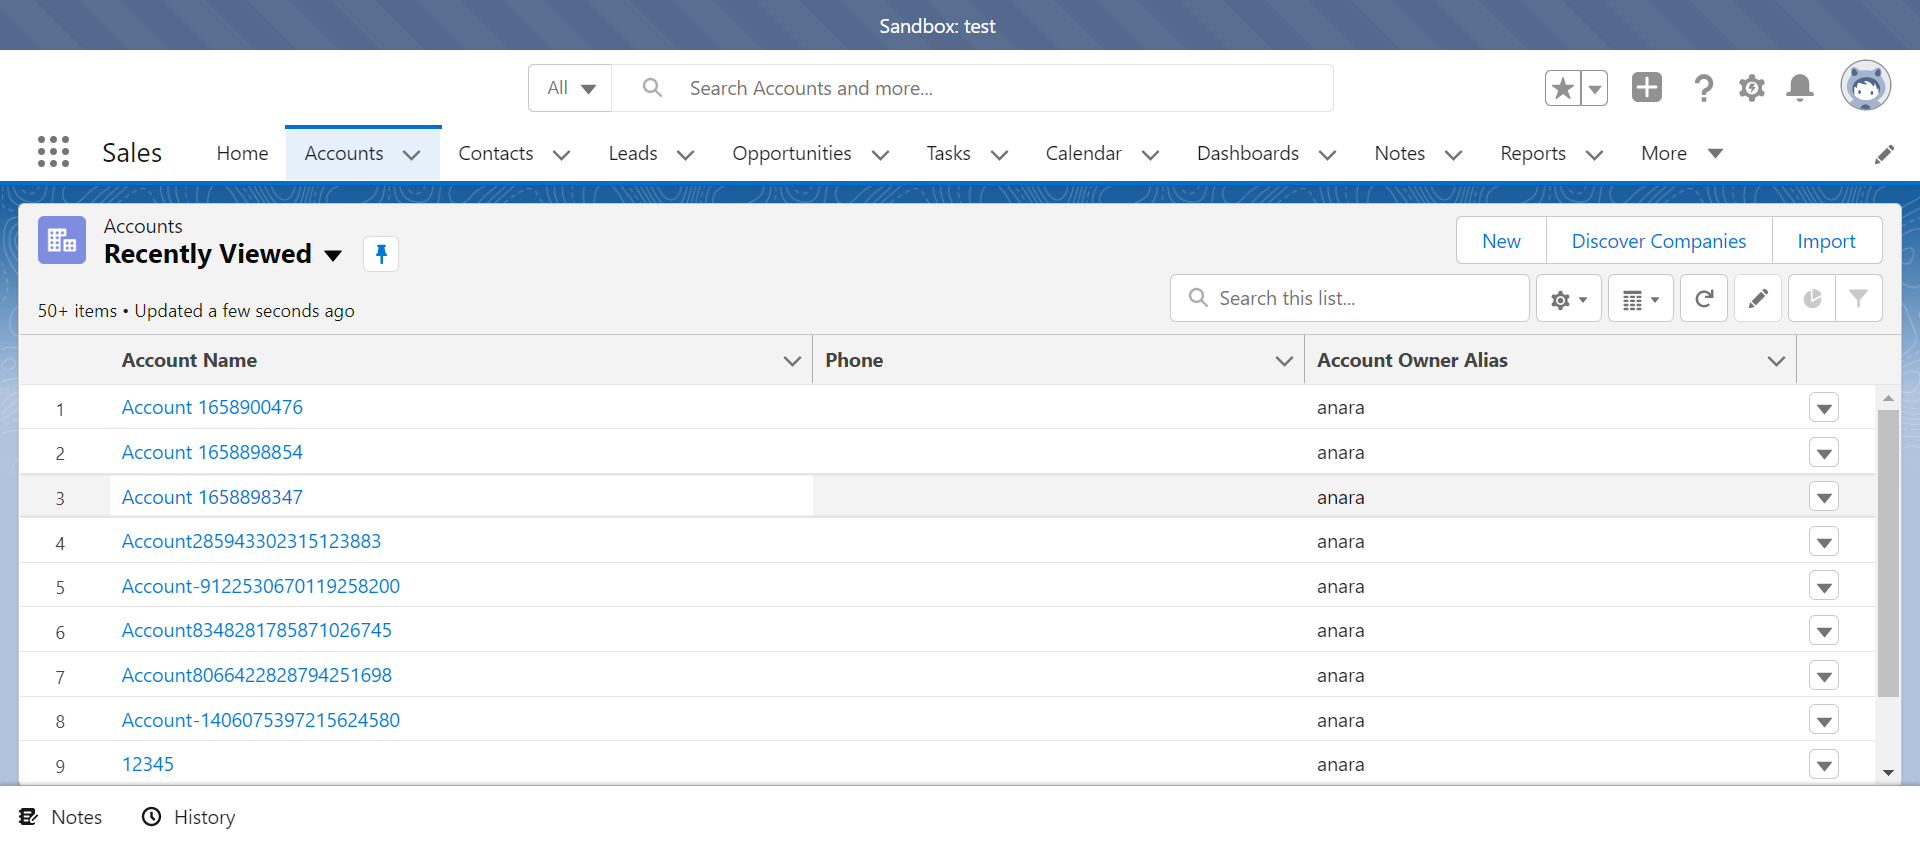 Sandbox: test
All
Search Accounts and more...
Sales
Home
Accounts
Contacts
Leads
Opportunities
Tasks
Calendar
Dashboards
Notes
Reports
More
Accounts
Recently Viewed
New
Discover Companies
Import
50+ items • Updated a few seconds ago
Search this list...
Account Name
Phone
Account Owner Alias
1 Account 1658900476 anara
2 Account 1658898854 anara
3 Account 1658898347 anara
4 Account285943302315123883 anara
5 Account-9122530670119258200 anara
6 Account8348281785871026745 anara
7 Account8066422828794251698 anara
8 Account-1406075397215624580 anara
9 12345 anara
Notes
History